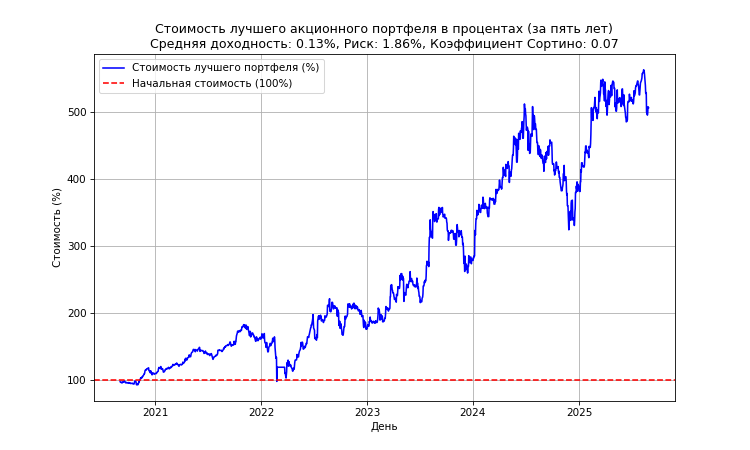 Стоимость лучшего акционного портфеля в процентах (за пять лет)
Средняя доходность: 0.13%, Риск: 1.86%, Коэффициент Сортино: 0.07
Стоимость лучшего портфеля (%)
Начальная стоимость (100%)
Стоимость (%)
500
400
300
200
100
2021
2022
2023
2024
2025
День